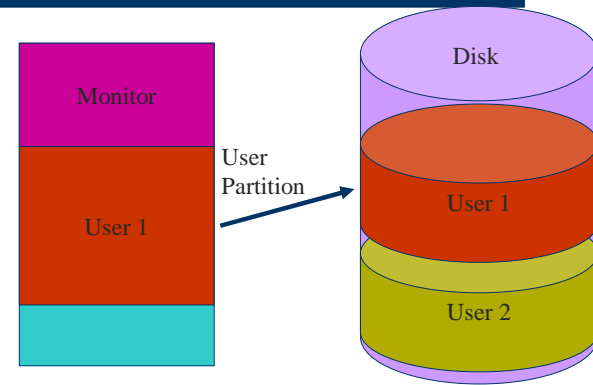 Monitor
User 1
User
Partition
Disk
User 1
User 2